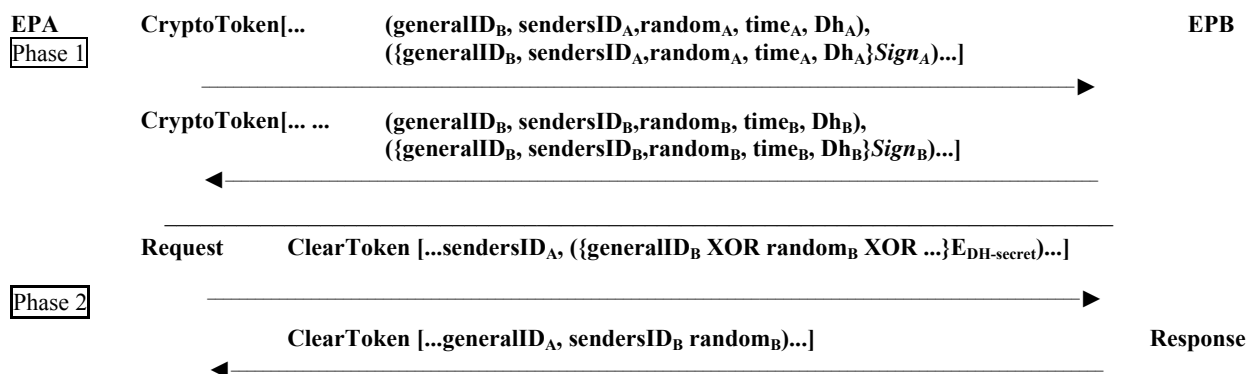 EPA CryptoToken[... (generalIDB, sendersIDA,randomA, timeA, DhA), EPB
Phase 1 ({generalIDB, sendersIDA,randomA, timeA, DhA}SignA)...]
CryptoToken[... ... (generalIDB, sendersIDB,randomB, timeB, DhB),
({generalIDB, sendersIDB,randomB, timeB, DhB}SignB)...]
Request ClearToken [...sendersIDA, ({generalIDB XOR randomB XOR ...}EDH-secret)...]
Phase 2
ClearToken [...generalIDA, sendersIDB randomB)...] Response